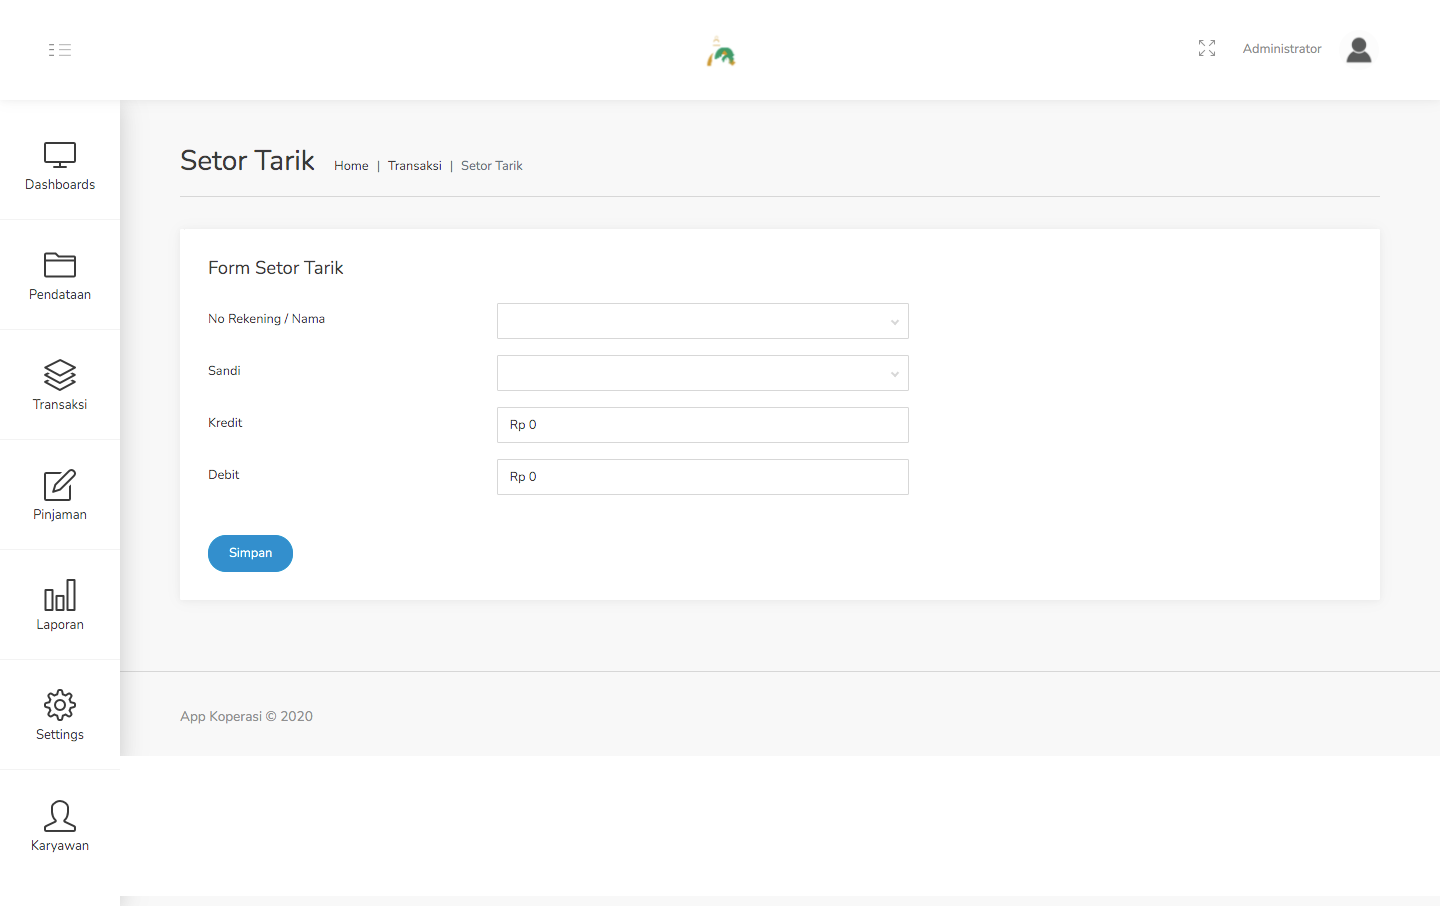 Administrator
Dashboards
Pendataan
Transaksi
Pinjaman
Laporan
Settings
Karyawan
Setor Tarik
Home | Transaksi | Setor Tarik
Form Setor Tarik
No Rekening / Nama
Sandi
Kredit Rp 0
Debit Rp 0
Simpan
App Koperasi © 2020